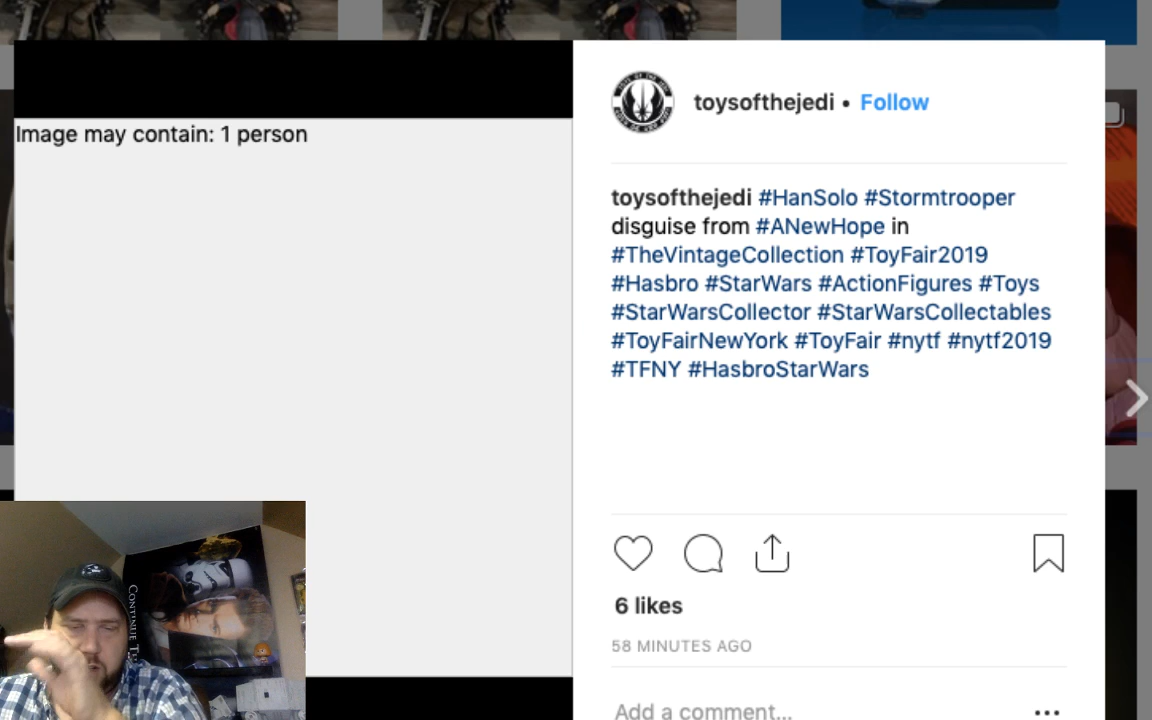 Image may contain: 1 person
toysofthejedi • Follow
toysofthejedi #HanSolo #Stormtrooper
disguise from #ANewHope in
#TheVintageCollection #ToyFair2019
#Hasbro #StarWars #ActionFigures #Toys
#StarWarsCollector #StarWarsCollectables
#ToyFairNewYork #ToyFair #nytf #nytf2019
#TFNY #HasbroStarWars
6 likes
58 MINUTES AGO
Add a comment...
CONTINUE